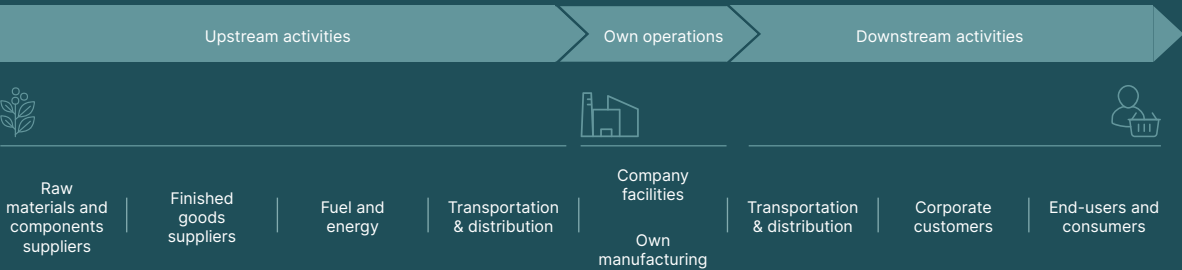 Upstream activities
Own operations
Downstream activities
Raw
materials and
components
suppliers
Finished
goods
suppliers
Fuel and
energy
Transportation
& distribution
Company
facilities
Own
manufacturing
Transportation
& distribution
Corporate
customers
End-users and
consumers